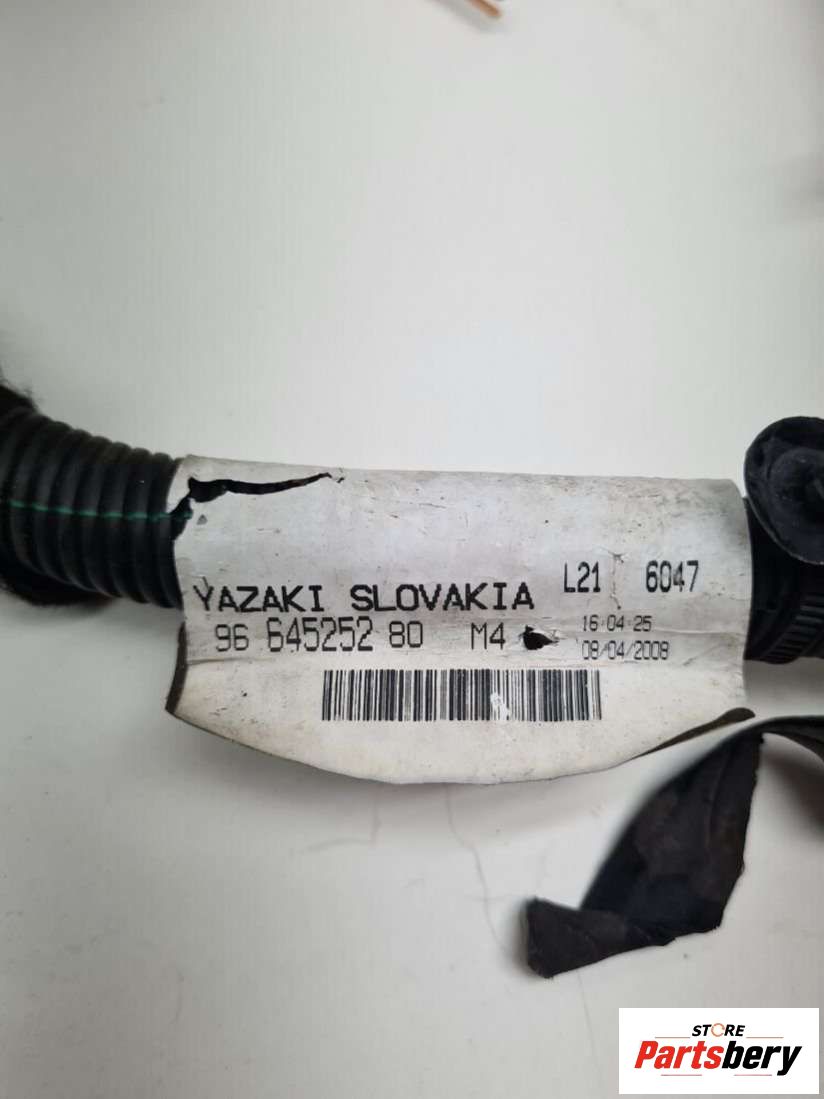 YAZAKI SLOVAKIA L21 6047
96 645252 80 M4 16:04:25
08/04/2008
STORE
Partsbery